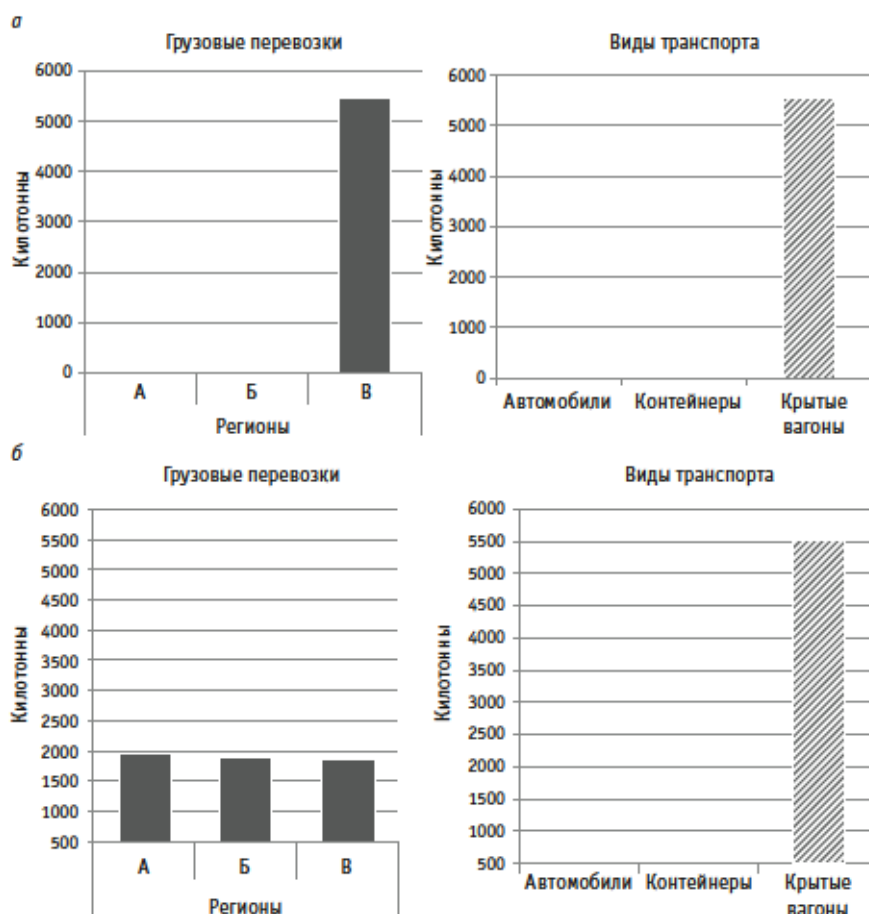 а
Грузовые перевозки
Килотонны
6000
5000
4000
3000
2000
1000
0
А Б В
Регионы
Виды транспорта
Килотонны
6000
5000
4000
3000
2000
1000
0
Автомобили Контейнеры Крытые
вагоны
б
Грузовые перевозки
Килотонны
6000
5500
5000
4500
4000
3500
3000
2500
2000
1500
1000
500
А Б В
Регионы
Виды транспорта
Килотонны
6000
5500
5000
4500
4000
3500
3000
2500
2000
1500
1000
500
Автомобили Контейнеры Крытые
вагоны